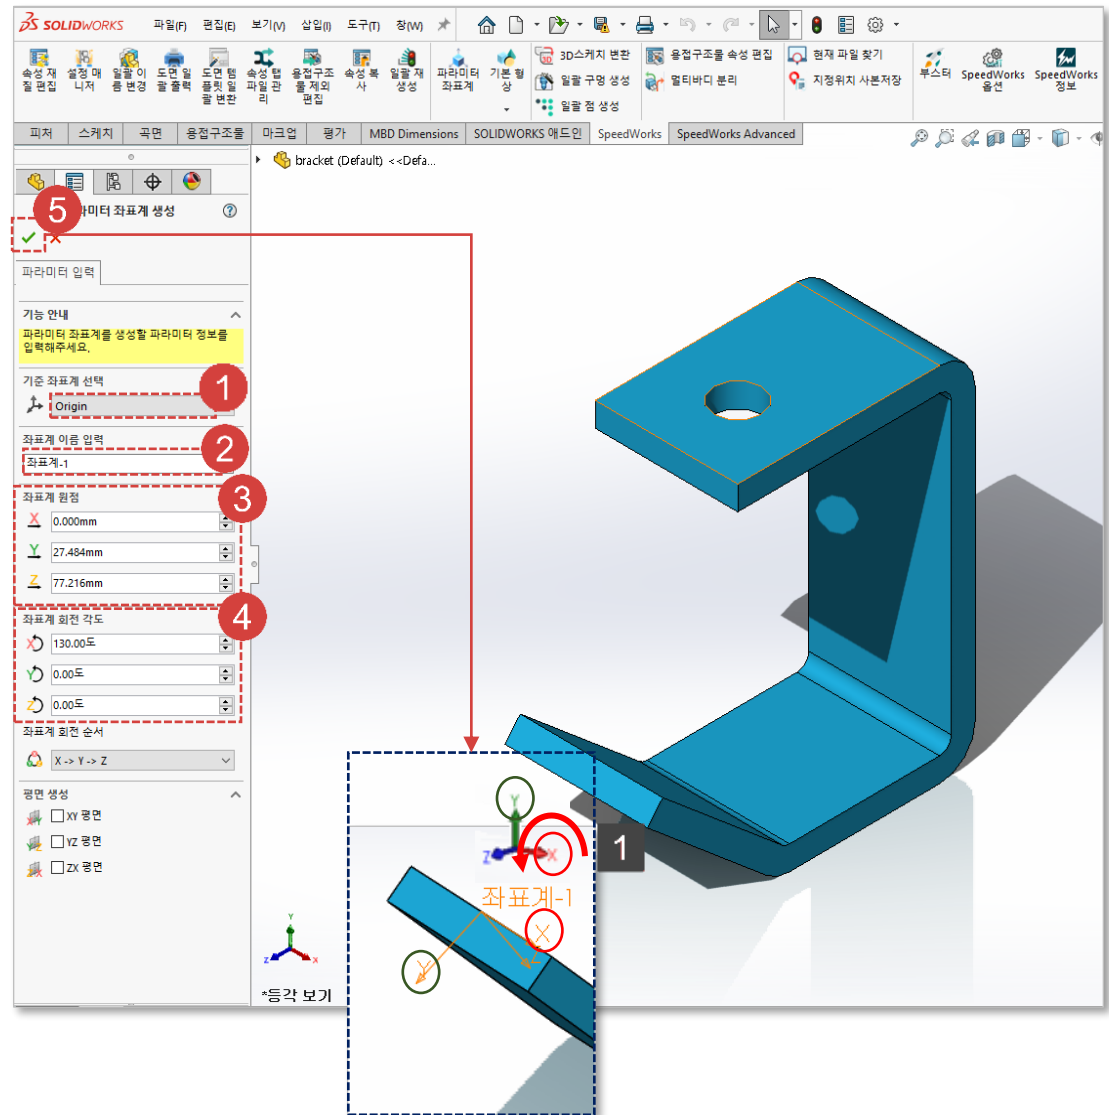 SOLIDWORKS 파일(F) 편집(E) 보기(V) 삽입(I) 도구(T) 창(W)
속성 재질 편집
설정 매니저
일괄 이름 변경
도면 일괄 출력
도면 템플릿 일괄 변환
속성 탭 파일 관리
용접구조물 제외 편집
속성 복사
일괄 재생성
파라미터 좌표계
기본 형상
3D스케치 변환
일괄 구멍 생성
일괄 점 생성
용접구조물 속성 편집
멀티바디 분리
현재 파일 찾기
지정위치 사본저장
부스터
SpeedWorks 옵션
SpeedWorks 정보
피처 스케치 곡면 용접구조물 마크업 평가 MBD Dimensions SOLIDWORKS 애드인 SpeedWorks SpeedWorks Advanced
bracket (Default) <<Defa...
5
라미터 좌표계 생성
파라미터 입력
기능 안내
파라미터 좌표계를 생성할 파라미터 정보를
입력해주세요.
기준 좌표계 선택
1
Origin
좌표계 이름 입력
2
좌표계-1
좌표계 원점
3
X 0.000mm
Y 27.484mm
Z 77.216mm
좌표계 회전 각도
4
X 130.00도
Y 0.00도
Z 0.00도
좌표계 회전 순서
X -> Y -> Z
평면 생성
XY 평면
YZ 평면
ZX 평면
Y
Z
X
*등각 보기
Y
Z
X
1
좌표계-1
X
Y
Z